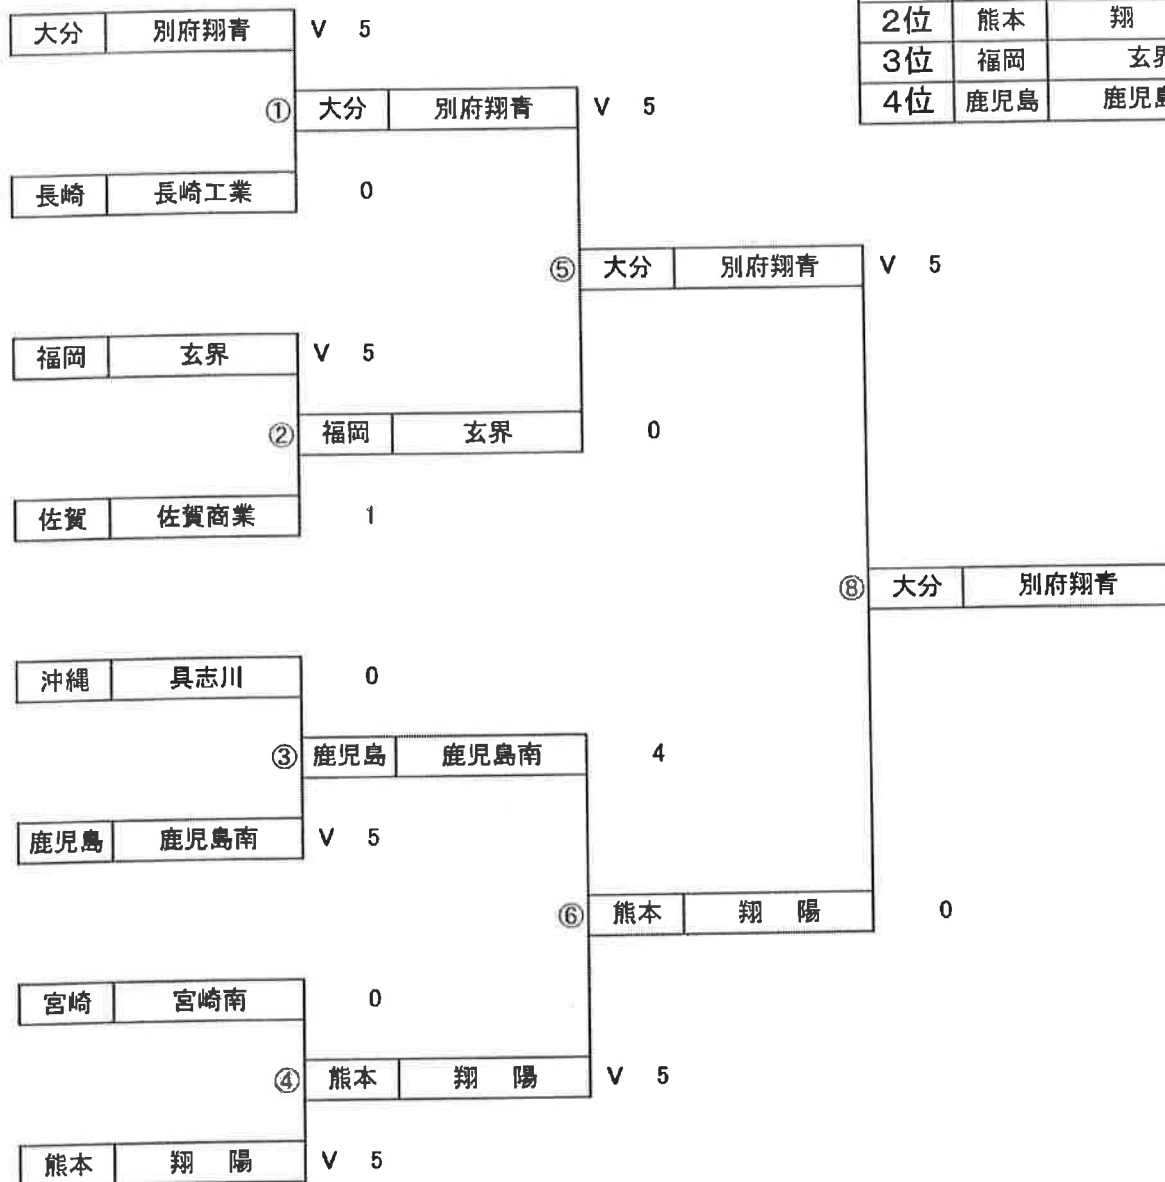 2位 熊本 翔
大分 別府翔青 V 5
3位 福岡 玄界
4位 鹿児島 鹿児島
① 大分 別府翔青 V 5
長崎 長崎工業 0
⑤ 大分 別府翔青 V 5
福岡 玄界 V 5
② 福岡 玄界 0
佐賀 佐賀商業 1
⑧ 大分 別府翔青
沖縄 具志川 0
③ 鹿児島 鹿児島南 4
鹿児島 鹿児島南 V 5
⑥ 熊本 翔 陽 0
宮崎 宮崎南 0
④ 熊本 翔 陽 V 5
熊本 翔 陽 V 5